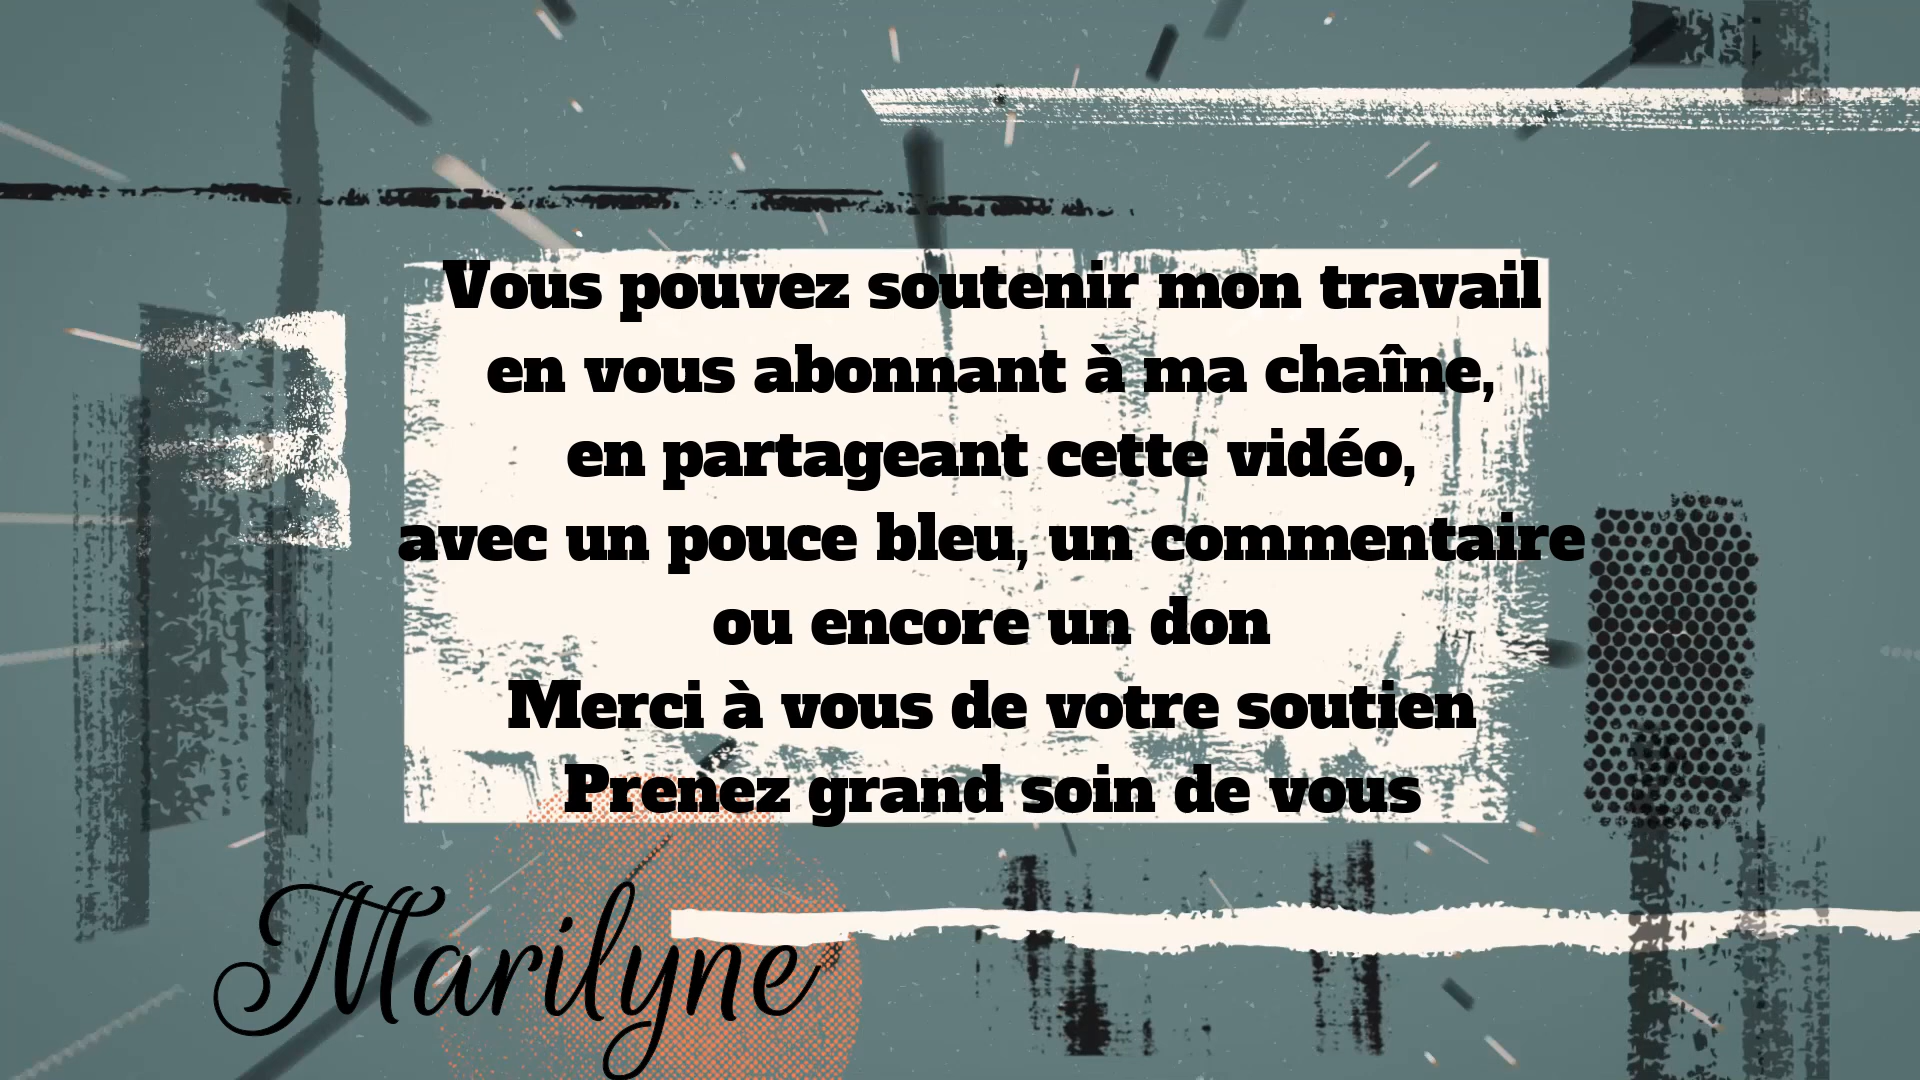 Vous pouvez soutenir mon travail
en vous abonnant à ma chaîne,
en partageant cette vidéo,
avec un pouce bleu, un commentaire
ou encore un don
Merci à vous de votre soutien
Prenez grand soin de vous
Marilyne